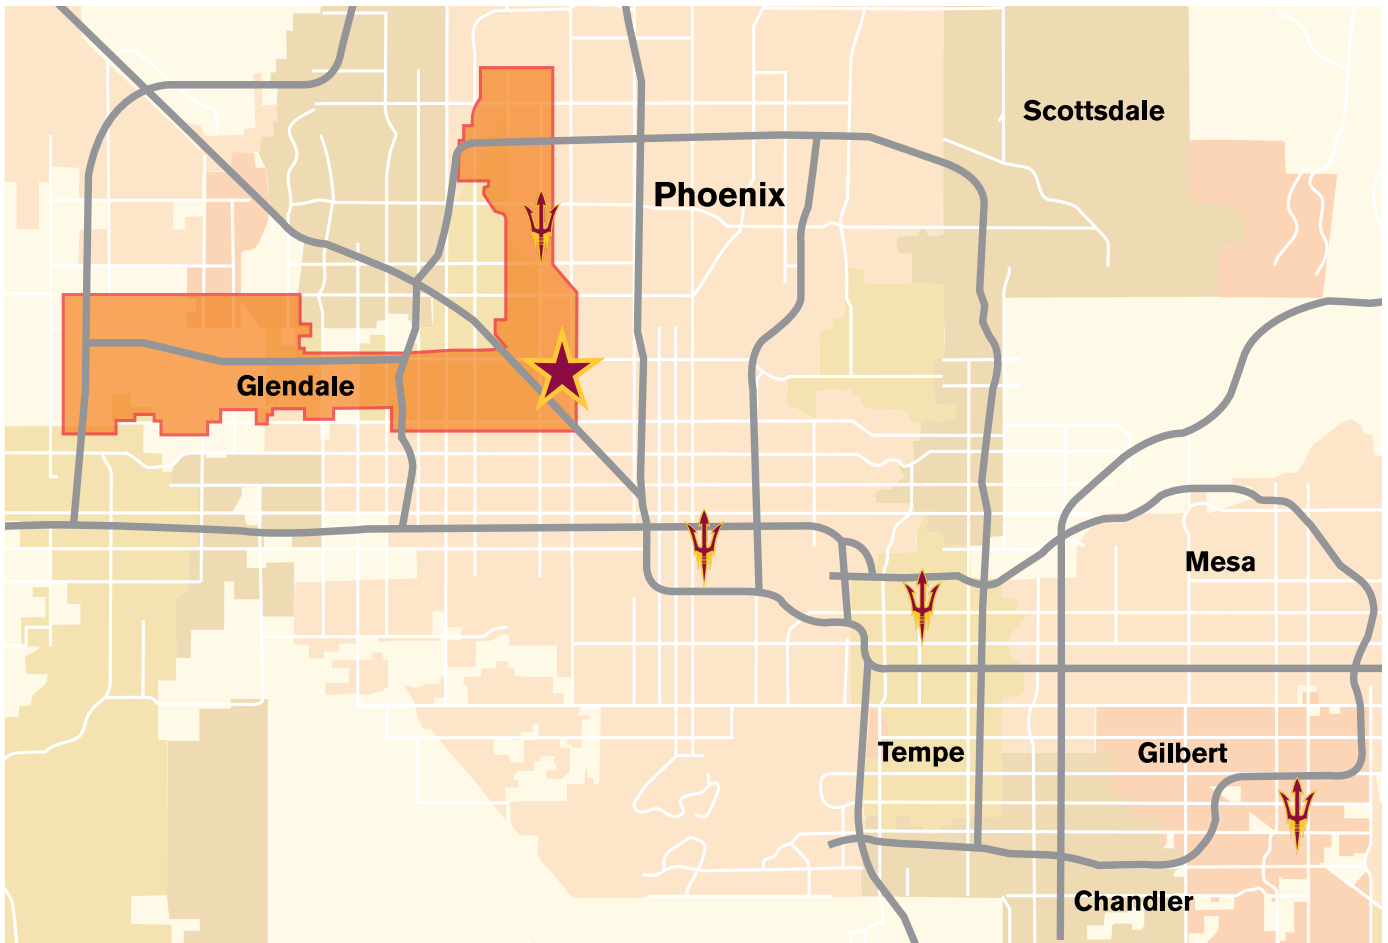 Scottsdale
Phoenix
Glendale
Mesa
Tempe
Gilbert
Chandler